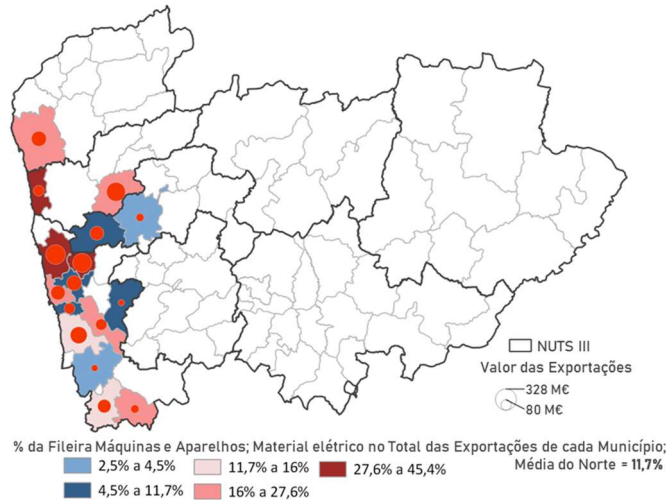 NUTS III
Valor das Exportações
328 M€
80 M€
% da Fileira Máquinas e Aparelhos; Material elétrico no Total das Exportações de cada Município;
Média do Norte = 11,7%
2,5% a 4,5% 11,7% a 16% 27,6% a 45,4%
4,5% a 11,7% 16% a 27,6%